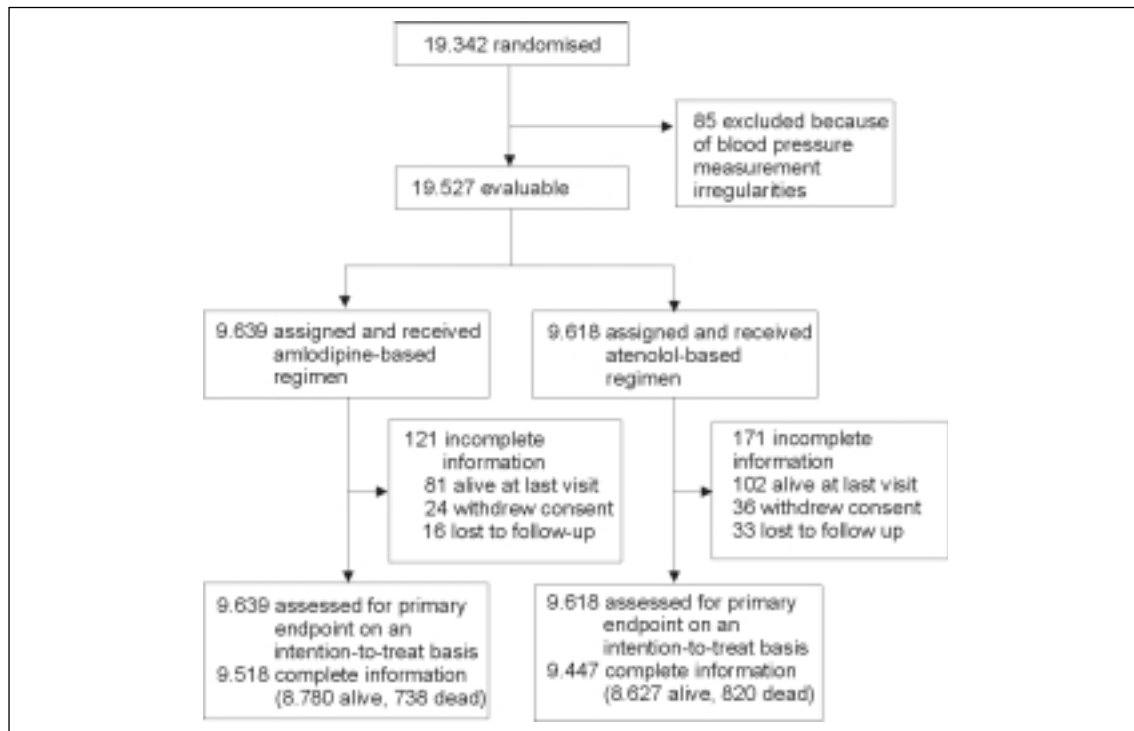 19.342 randomised
85 excluded because
of blood pressure
measurement
irregularities
19.527 evaluable
9.639 assigned and received
amlodipine-based
regimen
9.618 assigned and received
atenolol-based
regimen
121 incomplete
information
81 alive at last visit
24 withdrew consent
16 lost to follow-up
171 incomplete
information
102 alive at last visit
36 withdrew consent
33 lost to follow up
9.639 assessed for primary
endpoint on an
intention-to-treat basis
9.518 complete information
(8.780 alive, 738 dead)
9.618 assessed for primary
endpoint on an
intention-to-treat basis
9.447 complete information
(8.627 alive, 820 dead)